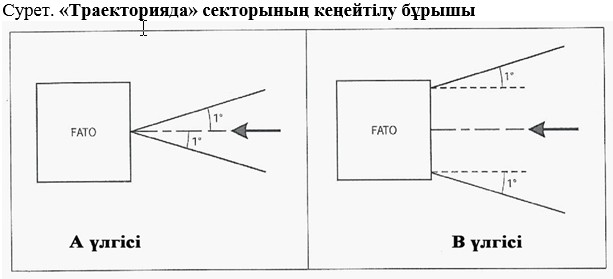 Сурет. «Траекторияда» секторының кеңейтілу бұрышы
FATO
1°
1°
А үлгісі
FATO
1°
1°
В үлгісі